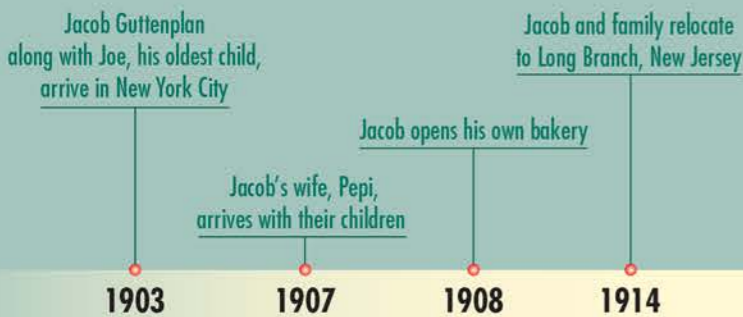 Jacob Guttenplan
along with Joe, his oldest child,
arrive in New York City
Jacob's wife, Pepi,
arrives with their children
Jacob opens his own bakery
Jacob and family relocate
to Long Branch, New Jersey
1903
1907
1908
1914